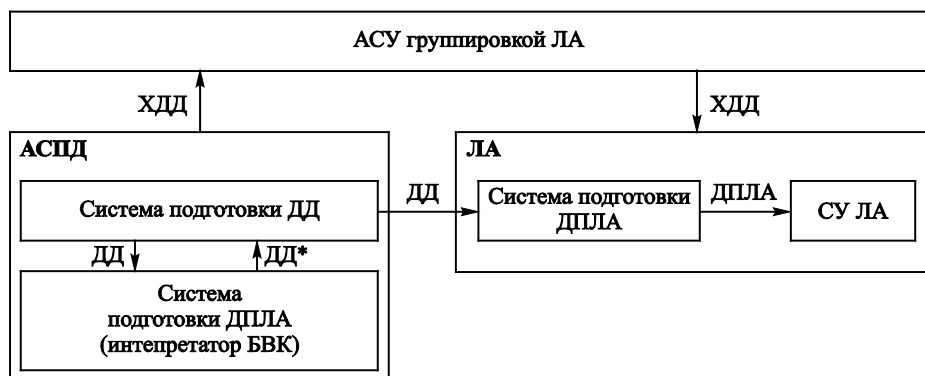 АСУ группировкой ЛА
ХДД
ХДД
АСПД
ЛА
Система подготовки ДД
ДД
Система подготовки
ДПЛА
ДПЛА
СУ ЛА
ДД
ДД*
Система
подготовки ДПЛА
(интепретатор БВК)